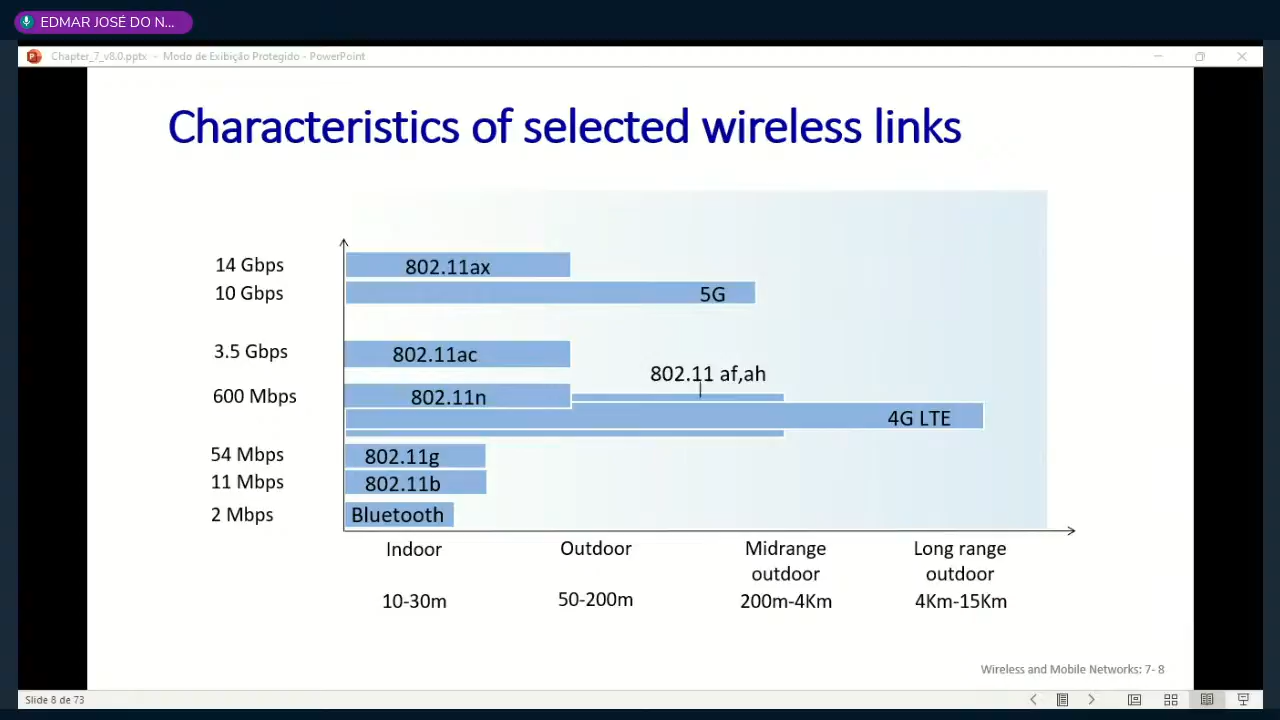 EDMAR JOSÉ DO N...
Chapter_7_v8.0.pptx - Modo de Exibição Protegido - PowerPoint
Characteristics of selected wireless links
14 Gbps
802.11ax
10 Gbps
5G
3.5 Gbps
802.11ac
802.11 af,ah
600 Mbps
802.11n
4G LTE
54 Mbps
802.11g
11 Mbps
802.11b
2 Mbps
Bluetooth
Indoor
10-30m
Outdoor
50-200m
Midrange
outdoor
200m-4Km
Long range
outdoor
4Km-15Km
Wireless and Mobile Networks: 7- 8
Slide 8 de 73